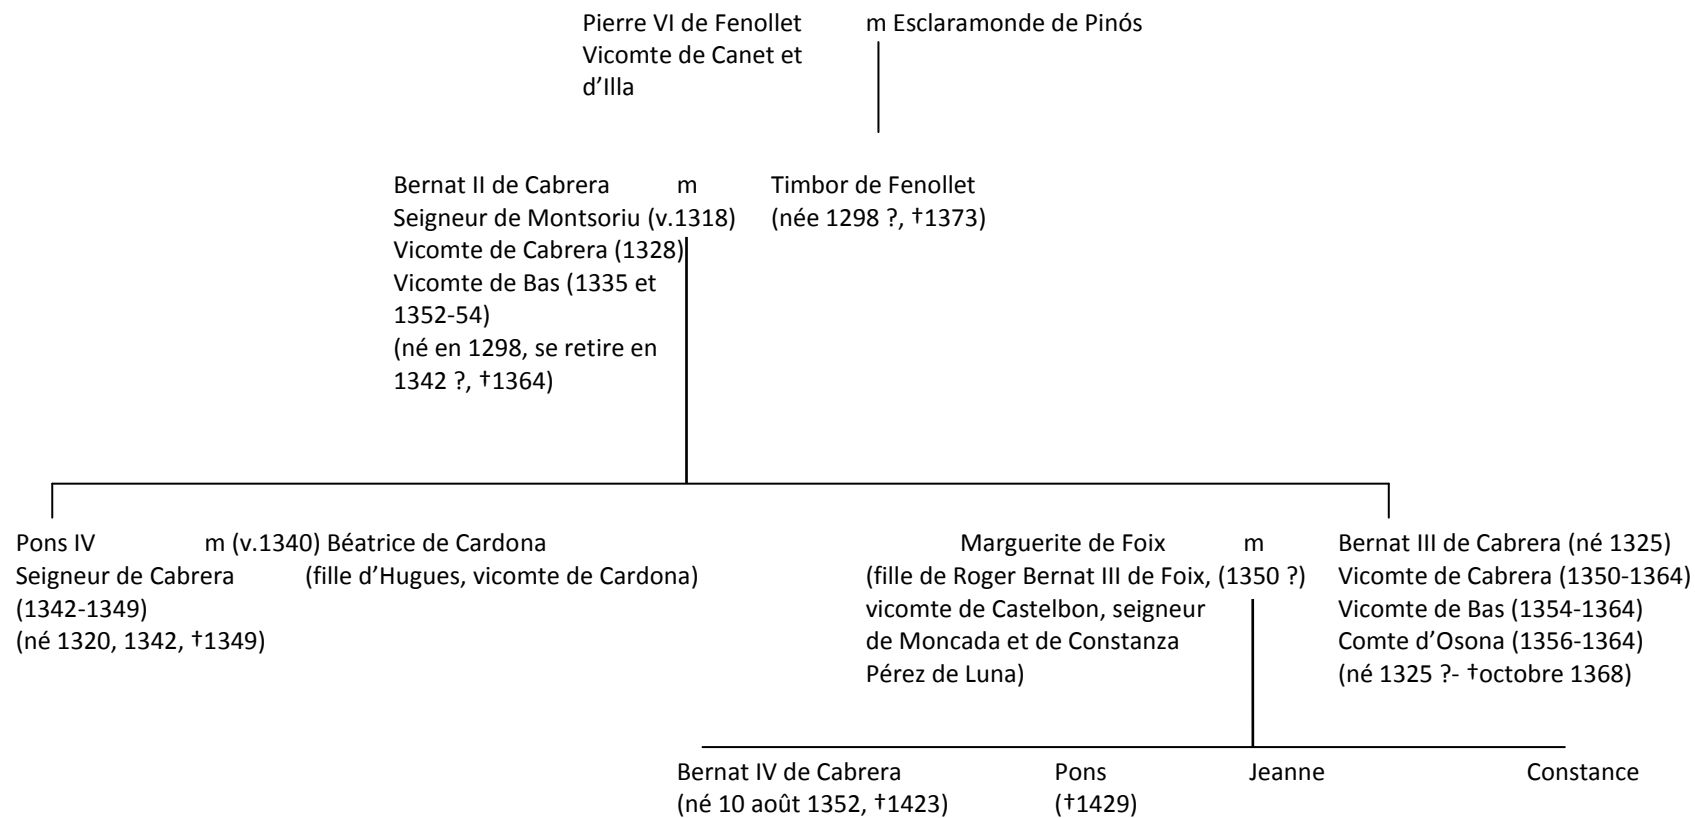 Pierre VI de Fenollet m Esclaramonde de Pinós
Vicomte de Canet et
d’Illa
Bernat II de Cabrera m Timbor de Fenollet
Seigneur de Montsoriu (v.1318) (née 1298 ?, †1373)
Vicomte de Cabrera (1328)
Vicomte de Bas (1335 et
1352-54)
(né en 1298, se retire en
1342 ?, †1364)
Pons IV m (v.1340) Béatrice de Cardona
Seigneur de Cabrera (fille d’Hugues, vicomte de Cardona)
(1342-1349)
(né 1320, 1342, †1349)
Marguerite de Foix m
(fille de Roger Bernat III de Foix, (1350 ?)
vicomte de Castelbon, seigneur
de Moncada et de Constanza
Pérez de Luna)
Bernat III de Cabrera (né 1325)
Vicomte de Cabrera (1350-1364)
Vicomte de Bas (1354-1364)
Comte d’Osona (1356-1364)
(né 1325 ?- †octobre 1368)
Bernat IV de Cabrera Pons Jeanne Constance
(né 10 août 1352, †1423) (†1429)